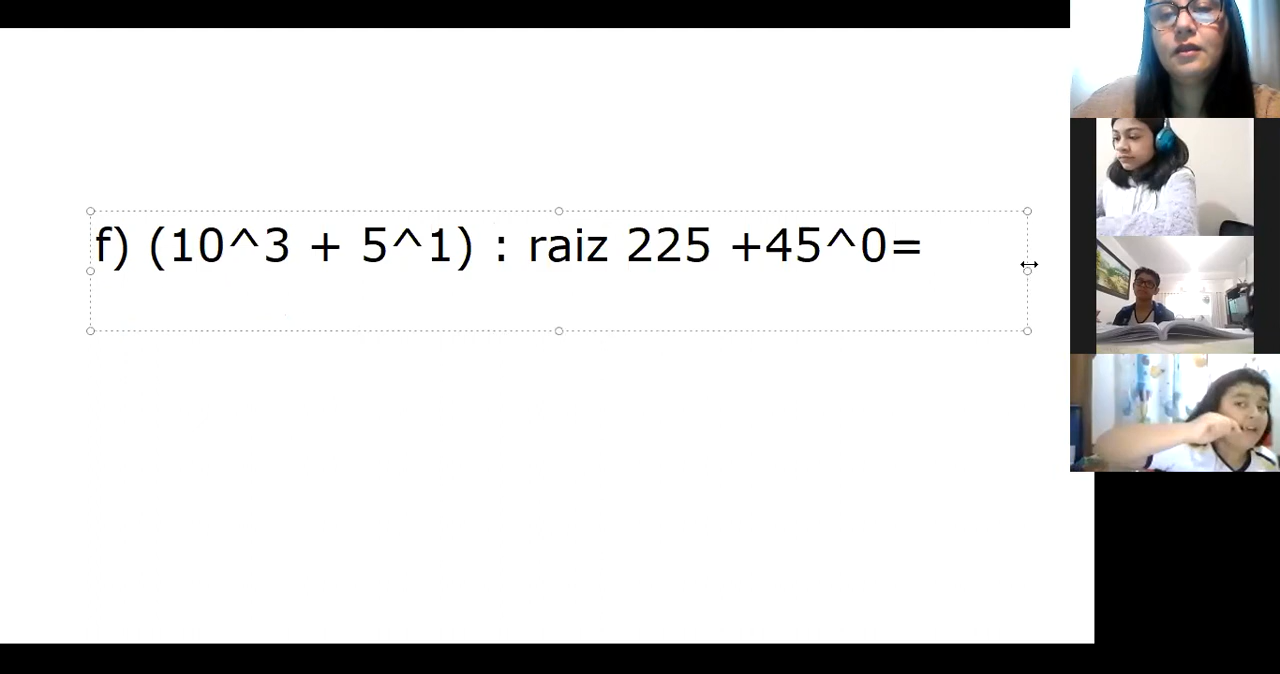 f) (10^3 + 5^1) : raiz 225 +45^0=